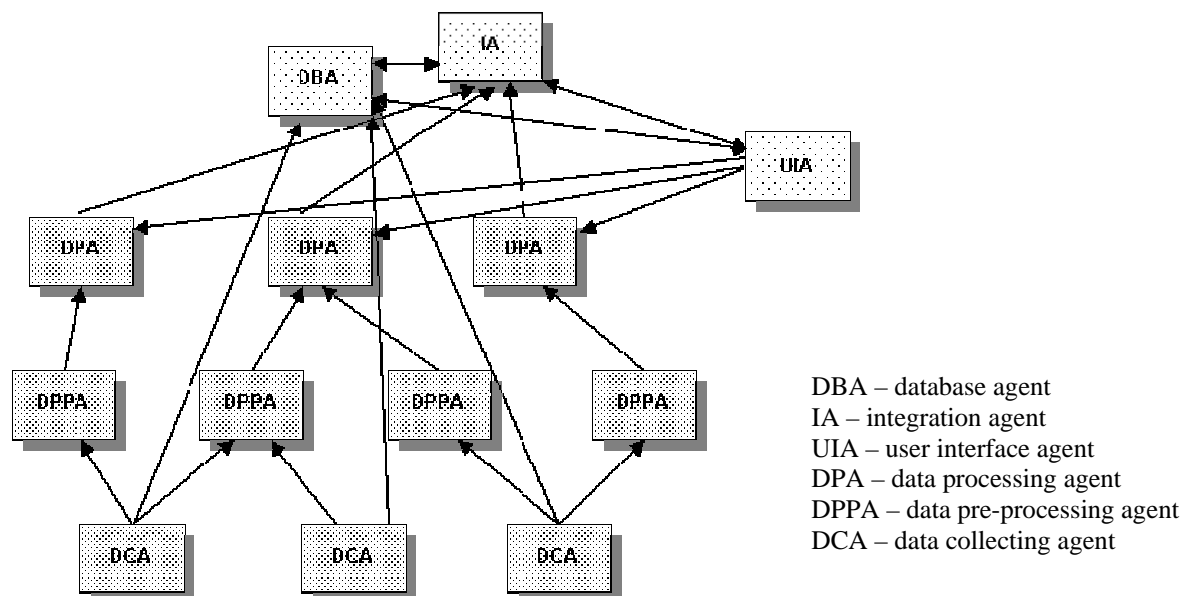 IA
DBA
UIA
DPA
DPA
DPA
DPPA
DPPA
DPPA
DPPA
DBA – database agent
IA – integration agent
UIA – user interface agent
DPA – data processing agent
DPPA – data pre-processing agent
DCA – data collecting agent
DCA
DCA
DCA